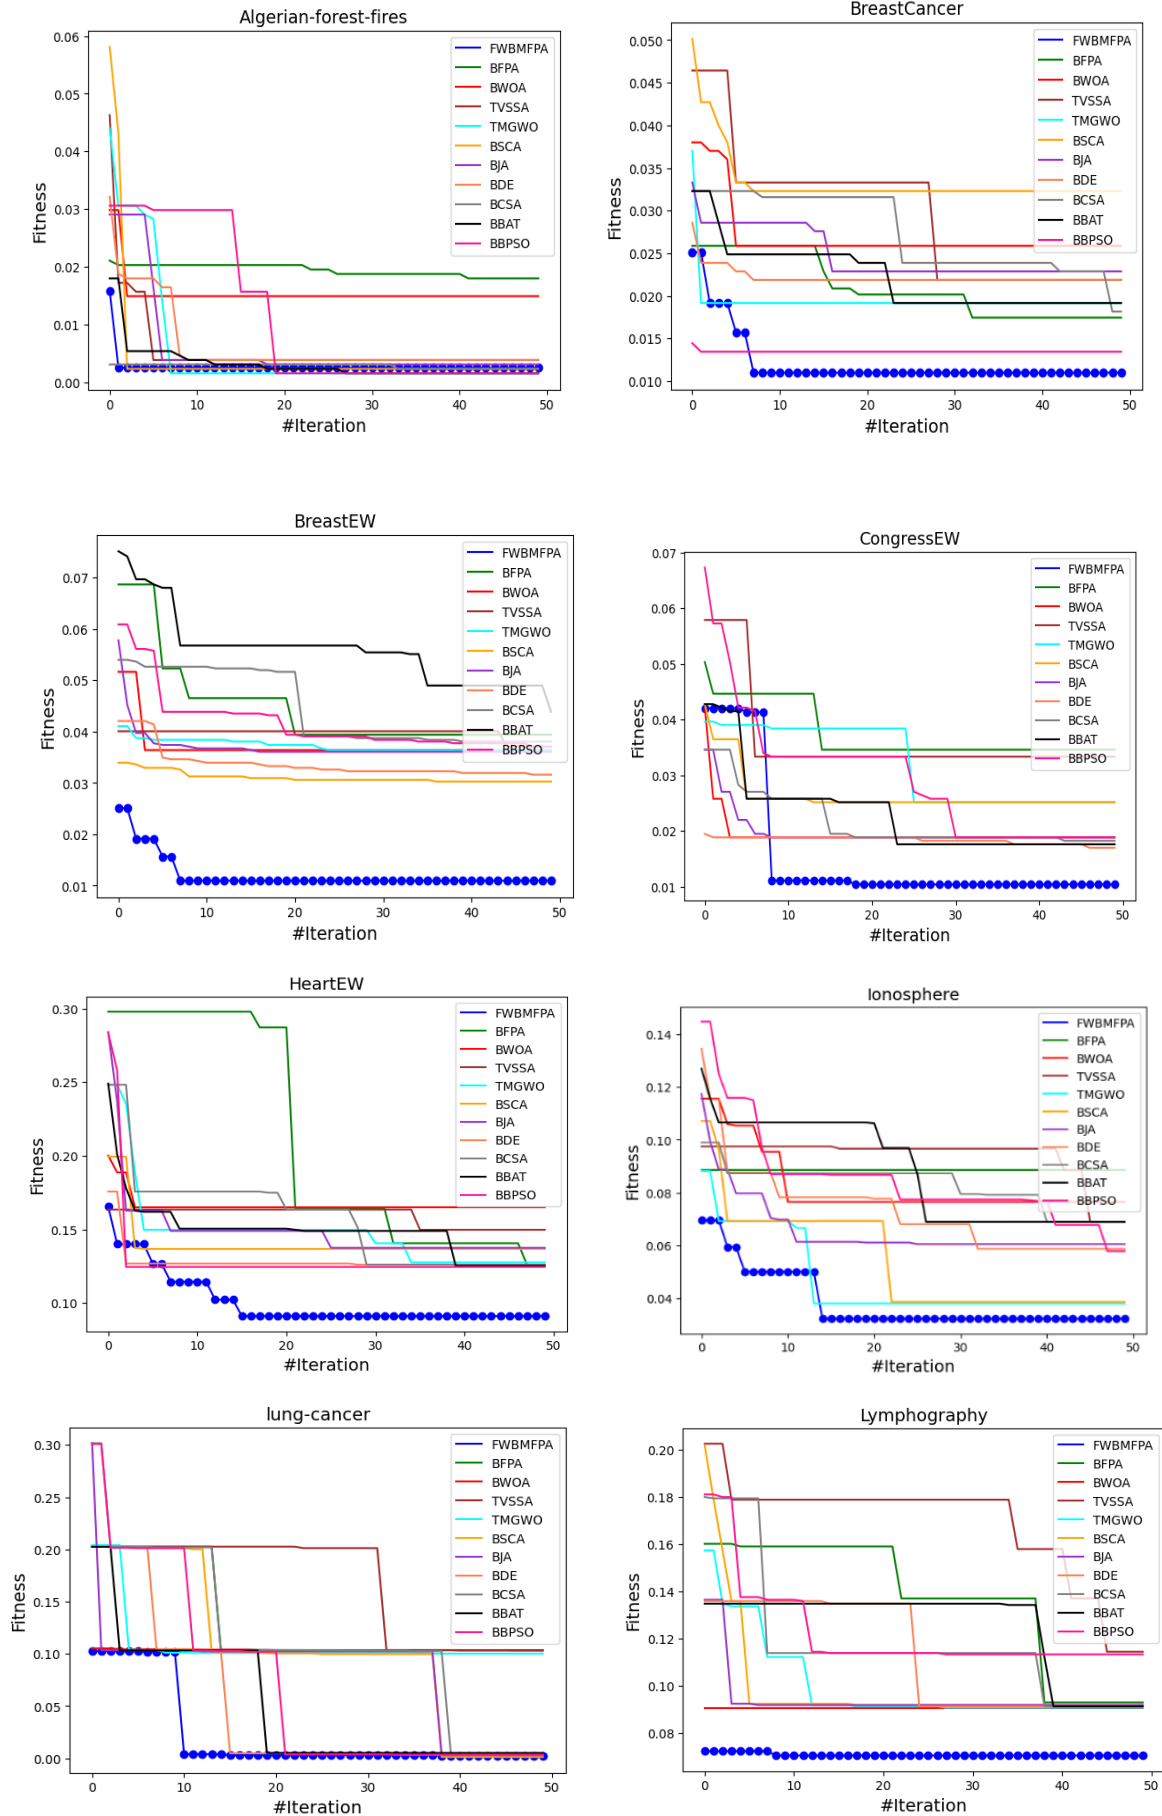 Algerian-forest-fires
0.06
0.05
0.04
0.03
0.02
0.01
0.00
Fitness
0 10 20 30 40 50
#Iteration
FWBMFPA
BFPA
BWOA
TVSSA
TMGWO
BSCA
BJA
BDE
BCSA
BBAT
BBPSO
BreastCancer
0.050
0.045
0.040
0.035
0.030
0.025
0.020
0.015
0.010
Fitness
0 10 20 30 40 50
#Iteration
FWBMFPA
BFPA
BWOA
TVSSA
TMGWO
BSCA
BJA
BDE
BCSA
BBAT
BBPSO
BreastEW
0.07
0.06
0.05
0.04
0.03
0.02
0.01
Fitness
0 10 20 30 40 50
#Iteration
FWBMFPA
BFPA
BWOA
TVSSA
TMGWO
BSCA
BJA
BDE
BCSA
BBAT
BBPSO
CongressEW
0.07
0.06
0.05
0.04
0.03
0.02
0.01
Fitness
0 10 20 30 40 50
#Iteration
FWBMFPA
BFPA
BWOA
TVSSA
TMGWO
BSCA
BJA
BDE
BCSA
BBAT
BBPSO
HeartEW
0.30
0.25
0.20
0.15
0.10
Fitness
0 10 20 30 40 50
#Iteration
FWBMFPA
BFPA
BWOA
TVSSA
TMGWO
BSCA
BJA
BDE
BCSA
BBAT
BBPSO
Ionosphere
0.14
0.12
0.10
0.08
0.06
0.04
Fitness
0 10 20 30 40 50
#Iteration
FWBMFPA
BFPA
BWOA
TVSSA
TMGWO
BSCA
BJA
BDE
BCSA
BBAT
BBPSO
lung-cancer
0.30
0.25
0.20
0.15
0.10
0.05
0.00
Fitness
0 10 20 30 40 50
#Iteration
FWBMFPA
BFPA
BWOA
TVSSA
TMGWO
BSCA
BJA
BDE
BCSA
BBAT
BBPSO
Lymphography
0.20
0.18
0.16
0.14
0.12
0.10
0.08
Fitness
0 10 20 30 40 50
#Iteration
FWBMFPA
BFPA
BWOA
TVSSA
TMGWO
BSCA
BJA
BDE
BCSA
BBAT
BBPSO